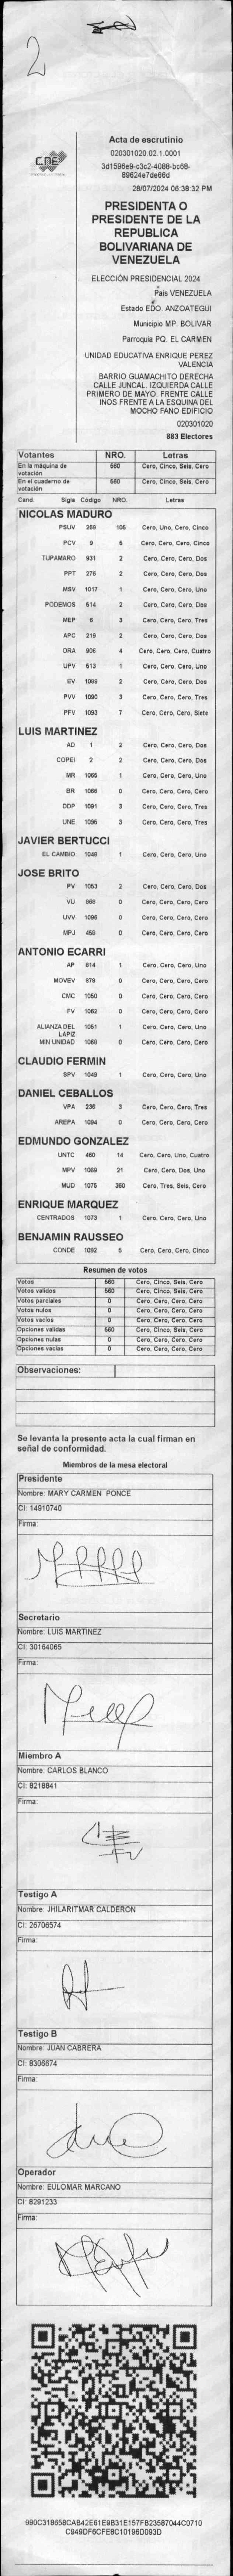 2
CNE
Acta de escrutinio
020301020.02.1.0001
3d1596e9-c3c2-4088-bc68-
89624e7de66d
28/07/2024 06:38:32 PM
PRESIDENTA O
PRESIDENTE DE LA
REPUBLICA
BOLIVARIANA DE
VENEZUELA
ELECCIÓN PRESIDENCIAL 2024
País VENEZUELA
Estado EDO. ANZOATEGUI
Municipio MP. BOLIVAR
Parroquia PQ. EL CARMEN
UNIDAD EDUCATIVA ENRIQUE PEREZ
VALENCIA
BARRIO GUAMACHITO DERECHA
CALLE JUNCAL. IZQUIERDA CALLE
PRIMERO DE MAYO. FRENTE CALLE
INOS FRENTE A LA ESQUINA DEL
MOCHO FANO EDIFICIO
020301020
883 Electores
Votantes NRO. Letras
En la máquina de votación 560 Cero, Cinco, Seis, Cero
En el cuaderno de votación 560 Cero, Cinco, Seis, Cero
Cand. Sigla Código NRO. Letras
NICOLAS MADURO
PSUV 269 105 Cero, Uno, Cero, Cinco
PCV 9 5 Cero, Cero, Cero, Cinco
TUPAMARO 931 2 Cero, Cero, Cero, Dos
PPT 276 2 Cero, Cero, Cero, Dos
MSV 1017 1 Cero, Cero, Cero, Uno
PODEMOS 514 2 Cero, Cero, Cero, Dos
MEP 6 3 Cero, Cero, Cero, Tres
APC 219 2 Cero, Cero, Cero, Dos
ORA 906 4 Cero, Cero, Cero, Cuatro
UPV 513 1 Cero, Cero, Cero, Uno
EV 1089 2 Cero, Cero, Cero, Dos
PVV 1090 3 Cero, Cero, Cero, Tres
PFV 1093 7 Cero, Cero, Cero, Siete
LUIS MARTINEZ
AD 1 2 Cero, Cero, Cero, Dos
COPEI 2 2 Cero, Cero, Cero, Dos
MR 1065 1 Cero, Cero, Cero, Uno
BR 1066 0 Cero, Cero, Cero, Cero
DDP 1091 3 Cero, Cero, Cero, Tres
UNE 1095 3 Cero, Cero, Cero, Tres
JAVIER BERTUCCI
EL CAMBIO 1048 1 Cero, Cero, Cero, Uno
JOSE BRITO
PV 1053 2 Cero, Cero, Cero, Dos
VU 968 0 Cero, Cero, Cero, Cero
UVV 1096 0 Cero, Cero, Cero, Cero
MPJ 456 0 Cero, Cero, Cero, Cero
ANTONIO ECARRI
AP 814 1 Cero, Cero, Cero, Uno
MOVEV 879 0 Cero, Cero, Cero, Cero
CMC 1050 0 Cero, Cero, Cero, Cero
FV 1062 0 Cero, Cero, Cero, Cero
ALIANZA DEL LAPIZ 1051 1 Cero, Cero, Cero, Uno
MIN UNIDAD 1068 0 Cero, Cero, Cero, Cero
CLAUDIO FERMIN
SPV 1049 1 Cero, Cero, Cero, Uno
DANIEL CEBALLOS
VPA 236 3 Cero, Cero, Cero, Tres
AREPA 1094 0 Cero, Cero, Cero, Cero
EDMUNDO GONZALEZ
UNTC 460 14 Cero, Cero, Uno, Cuatro
MPV 1069 21 Cero, Cero, Dos, Uno
MUD 1075 360 Cero, Tres, Seis, Cero
ENRIQUE MARQUEZ
CENTRADOS 1073 1 Cero, Cero, Cero, Uno
BENJAMIN RAUSSEO
CONDE 1092 5 Cero, Cero, Cero, Cinco
Resumen de votos
Votos 560 Cero, Cinco, Seis, Cero
Votos validos 560 Cero, Cinco, Seis, Cero
Votos parciales 0 Cero, Cero, Cero, Cero
Votos nulos 0 Cero, Cero, Cero, Cero
Votos vacios 0 Cero, Cero, Cero, Cero
Opciones validas 560 Cero, Cinco, Seis, Cero
Opciones nulas 0 Cero, Cero, Cero, Cero
Opciones vacias 0 Cero, Cero, Cero, Cero
Observaciones:
Se levanta la presente acta la cual firman en
señal de conformidad.
Miembros de la mesa electoral
Presidente
Nombre: MARY CARMEN PONCE
CI: 14910740
Firma:
Secretario
Nombre: LUIS MARTINEZ
CI: 30164065
Firma:
Miembro A
Nombre: CARLOS BLANCO
CI: 8218841
Firma:
Testigo A
Nombre: JHILARITMAR CALDERON
CI: 26706574
Firma:
Testigo B
Nombre: JUAN CABRERA
CI: 8306674
Firma:
Operador
Nombre: EULOMAR MARCANO
CI: 8291233
Firma:
990C318658CAB42E61E9B31E157FB23587044C0710
C949DF6CFE8C10196D093D